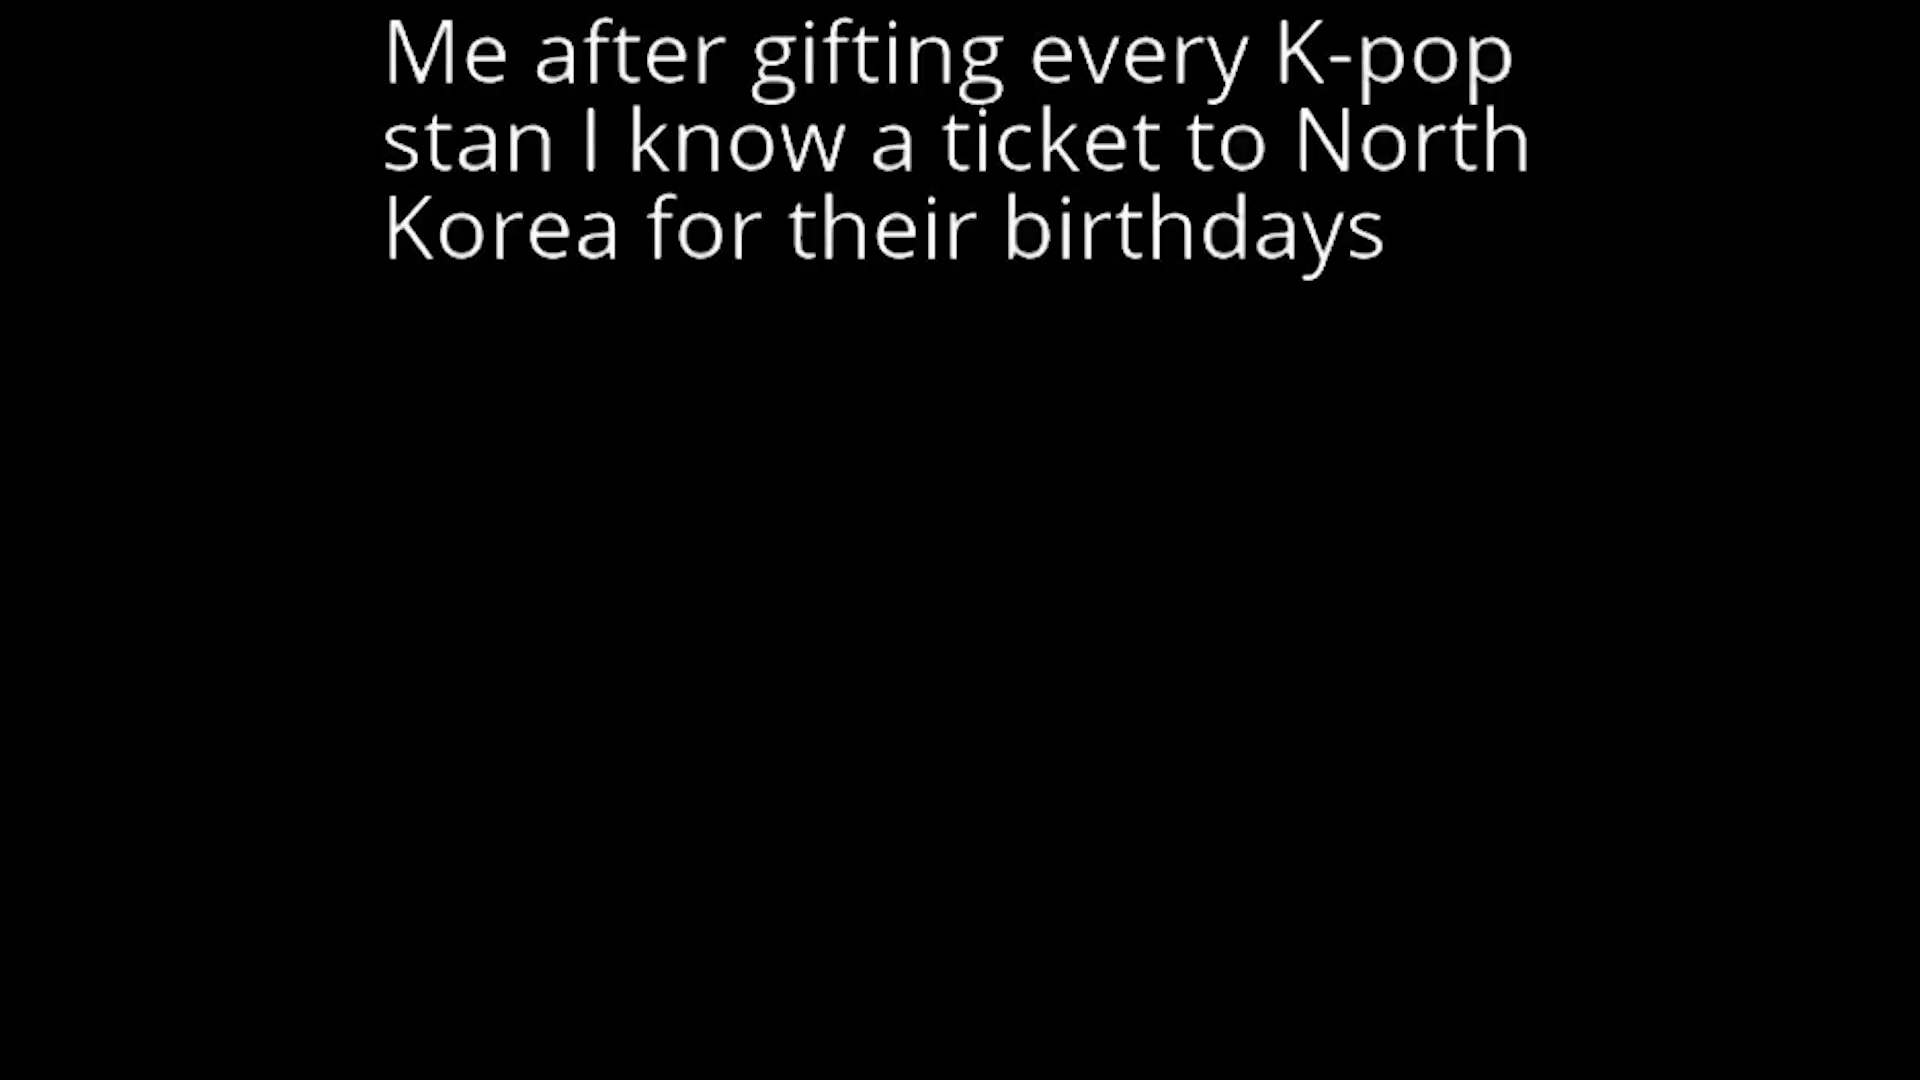 Me after gifting every K-pop
stan I know a ticket to North
Korea for their birthdays